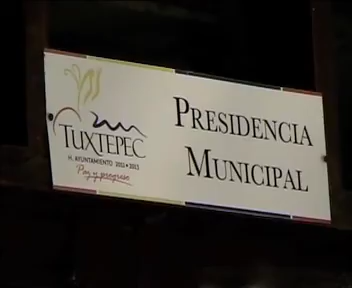 TUXTEPEC
H. AYUNTAMIENTO 2011 • 2013
Paz y progreso
PRESIDENCIA
MUNICIPAL